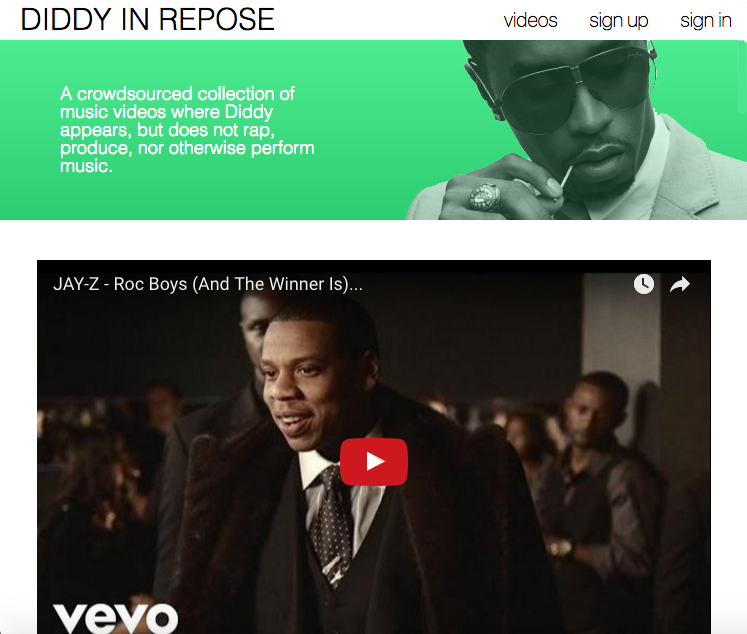 DIDDY IN REPOSE
videos sign up sign in
A crowdsourced collection of
music videos where Diddy
appears, but does not rap,
produce, nor otherwise perform
music.
JAY-Z - Roc Boys (And The Winner Is)...
vevo